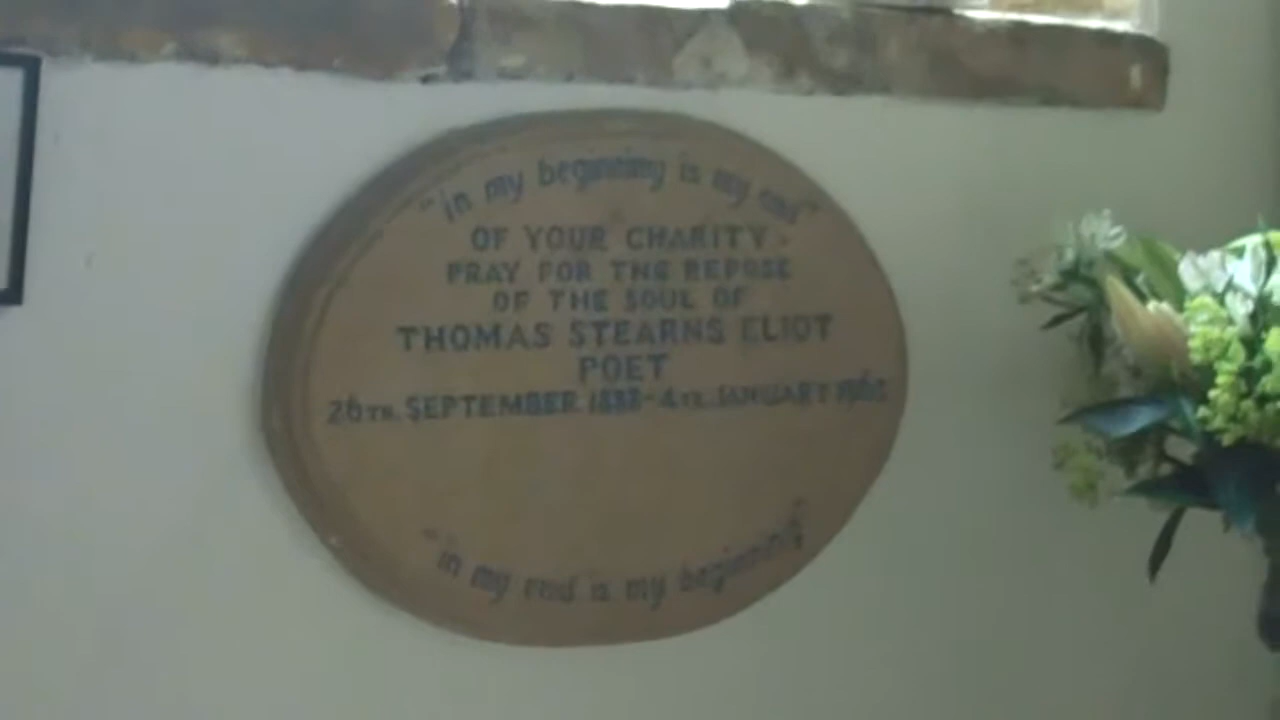 "in my beginning is my end"
OF YOUR CHARITY
PRAY FOR THE REPOSE
OF THE SOUL OF
THOMAS STEARNS ELIOT
POET
26TH. SEPTEMBER 1888-4TH. JANUARY 1965
"in my end is my beginning"